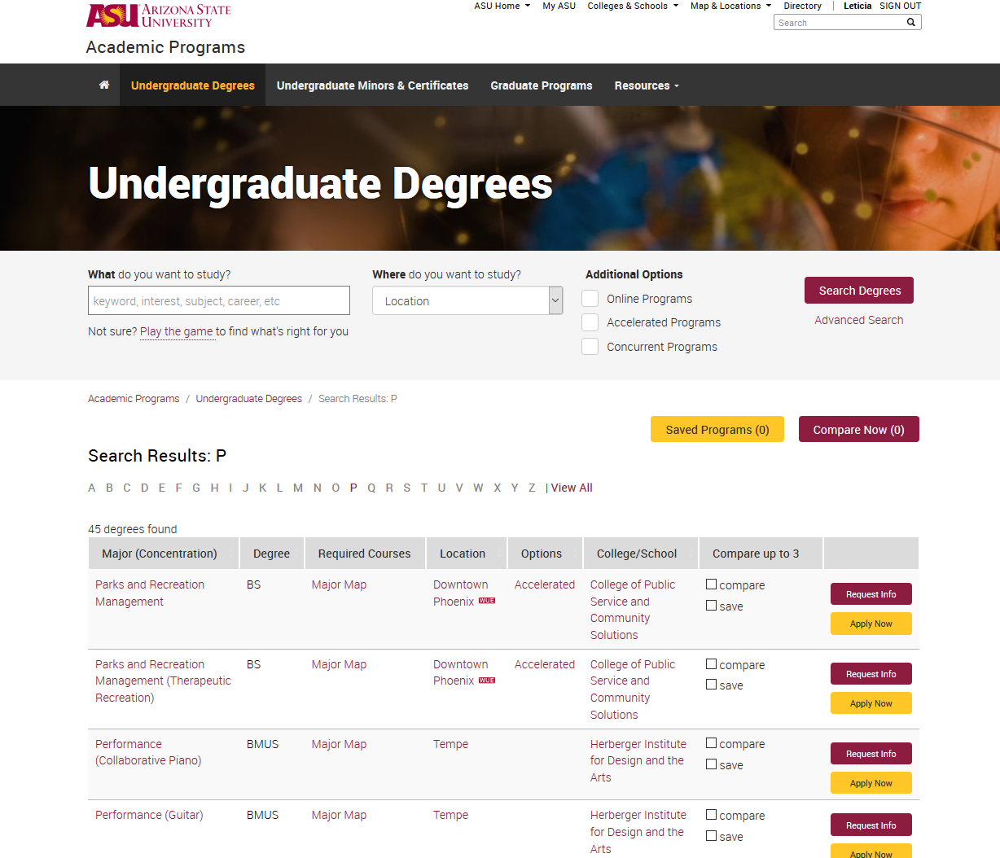 ASU ARIZONA STATE UNIVERSITY
ASU Home My ASU Colleges & Schools Map & Locations Directory | Leticia SIGN OUT
Search
Academic Programs
Undergraduate Degrees Undergraduate Minors & Certificates Graduate Programs Resources
Undergraduate Degrees
What do you want to study?
keyword, interest, subject, career, etc
Not sure? Play the game to find what's right for you
Where do you want to study?
Location
Additional Options
Online Programs
Accelerated Programs
Concurrent Programs
Search Degrees
Advanced Search
Academic Programs / Undergraduate Degrees / Search Results: P
Saved Programs (0) Compare Now (0)
Search Results: P
A B C D E F G H I J K L M N O P Q R S T U V W X Y Z | View All
45 degrees found
Major (Concentration) Degree Required Courses Location Options College/School Compare up to 3
Parks and Recreation Management BS Major Map Downtown Phoenix WUE Accelerated College of Public Service and Community Solutions compare save Request Info Apply Now
Parks and Recreation Management (Therapeutic Recreation) BS Major Map Downtown Phoenix WUE Accelerated College of Public Service and Community Solutions compare save Request Info Apply Now
Performance (Collaborative Piano) BMUS Major Map Tempe Herberger Institute for Design and the Arts compare save Request Info Apply Now
Performance (Guitar) BMUS Major Map Tempe Herberger Institute for Design and the Arts compare save Request Info Apply Now